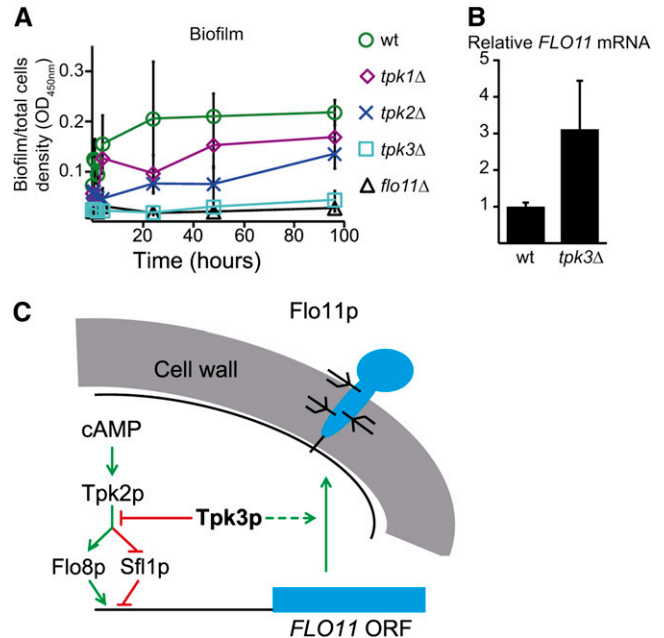 A
Biofilm
Biofilm/total cells
density (OD450nm)
0.3
0.2
0.1
20 40 60 80 100
Time (hours)
wt
tpk1Δ
tpk2Δ
tpk3Δ
flo11Δ
B
Relative FLO11 mRNA
5
4
3
2
1
wt tpk3Δ
C
Flo11p
Cell wall
cAMP
Tpk2p
Tpk3p
Flo8p Sfl1p
FLO11 ORF